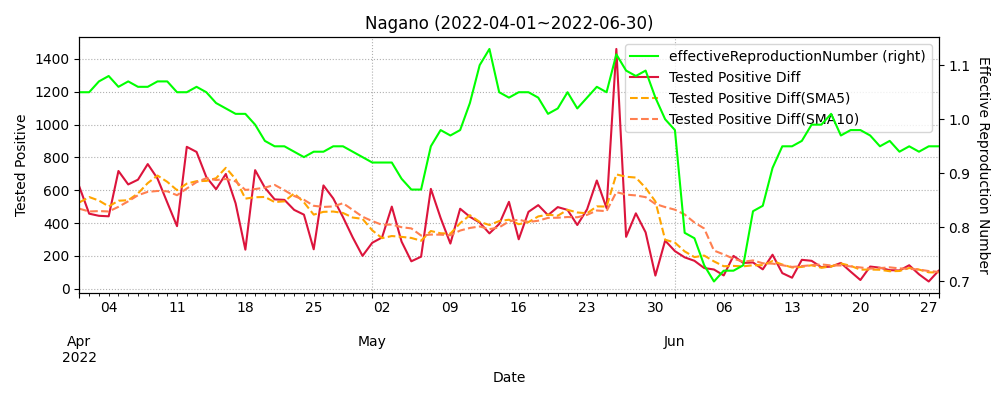 Nagano (2022-04-01~2022-06-30)
effectiveReproductionNumber (right)
Tested Positive Diff
Tested Positive Diff(SMA5)
Tested Positive Diff(SMA10)
Tested Positive
1400
1200
1000
800
600
400
200
0
Effective Reproduction Number
1.1
1.0
0.9
0.8
0.7
04 11 18 25 02 09 16 23 30 06 13 20 27
Apr May Jun
2022
Date